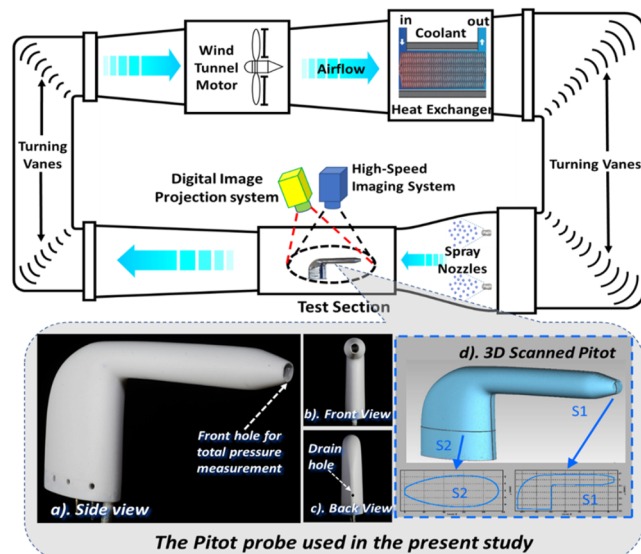 in
out
Coolant
Wind
Tunnel
Motor
Airflow
Heat Exchanger
Turning
Vanes
Turning Vanes
Digital Image
Projection system
High-Speed
Imaging System
Spray
Nozzles
Test Section
d). 3D Scanned Pitot
S1
S2
b). Front View
Front hole for
total pressure
measurement
Drain
hole
a). Side view
c). Back View
S2
S1
The Pitot probe used in the present study